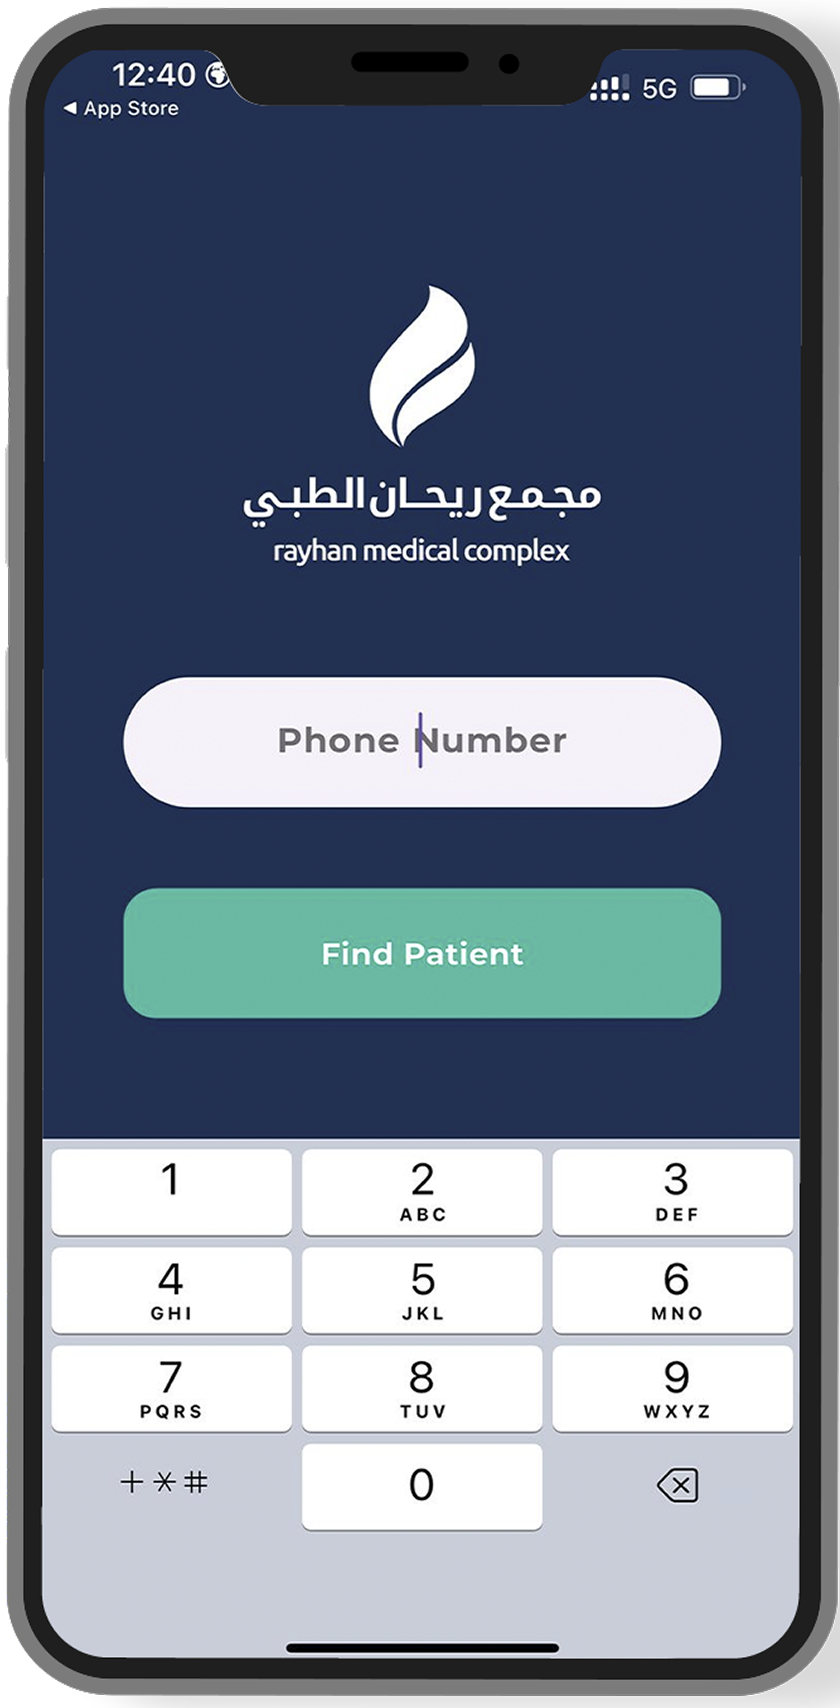 12:40
5G
◀ App Store
مجمع ريحان الطبي
rayhan medical complex
Phone Number
Find Patient
1
2
ABC
3
DEF
4
GHI
5
JKL
6
MNO
7
PQRS
8
TUV
9
WXYZ
+*#
0